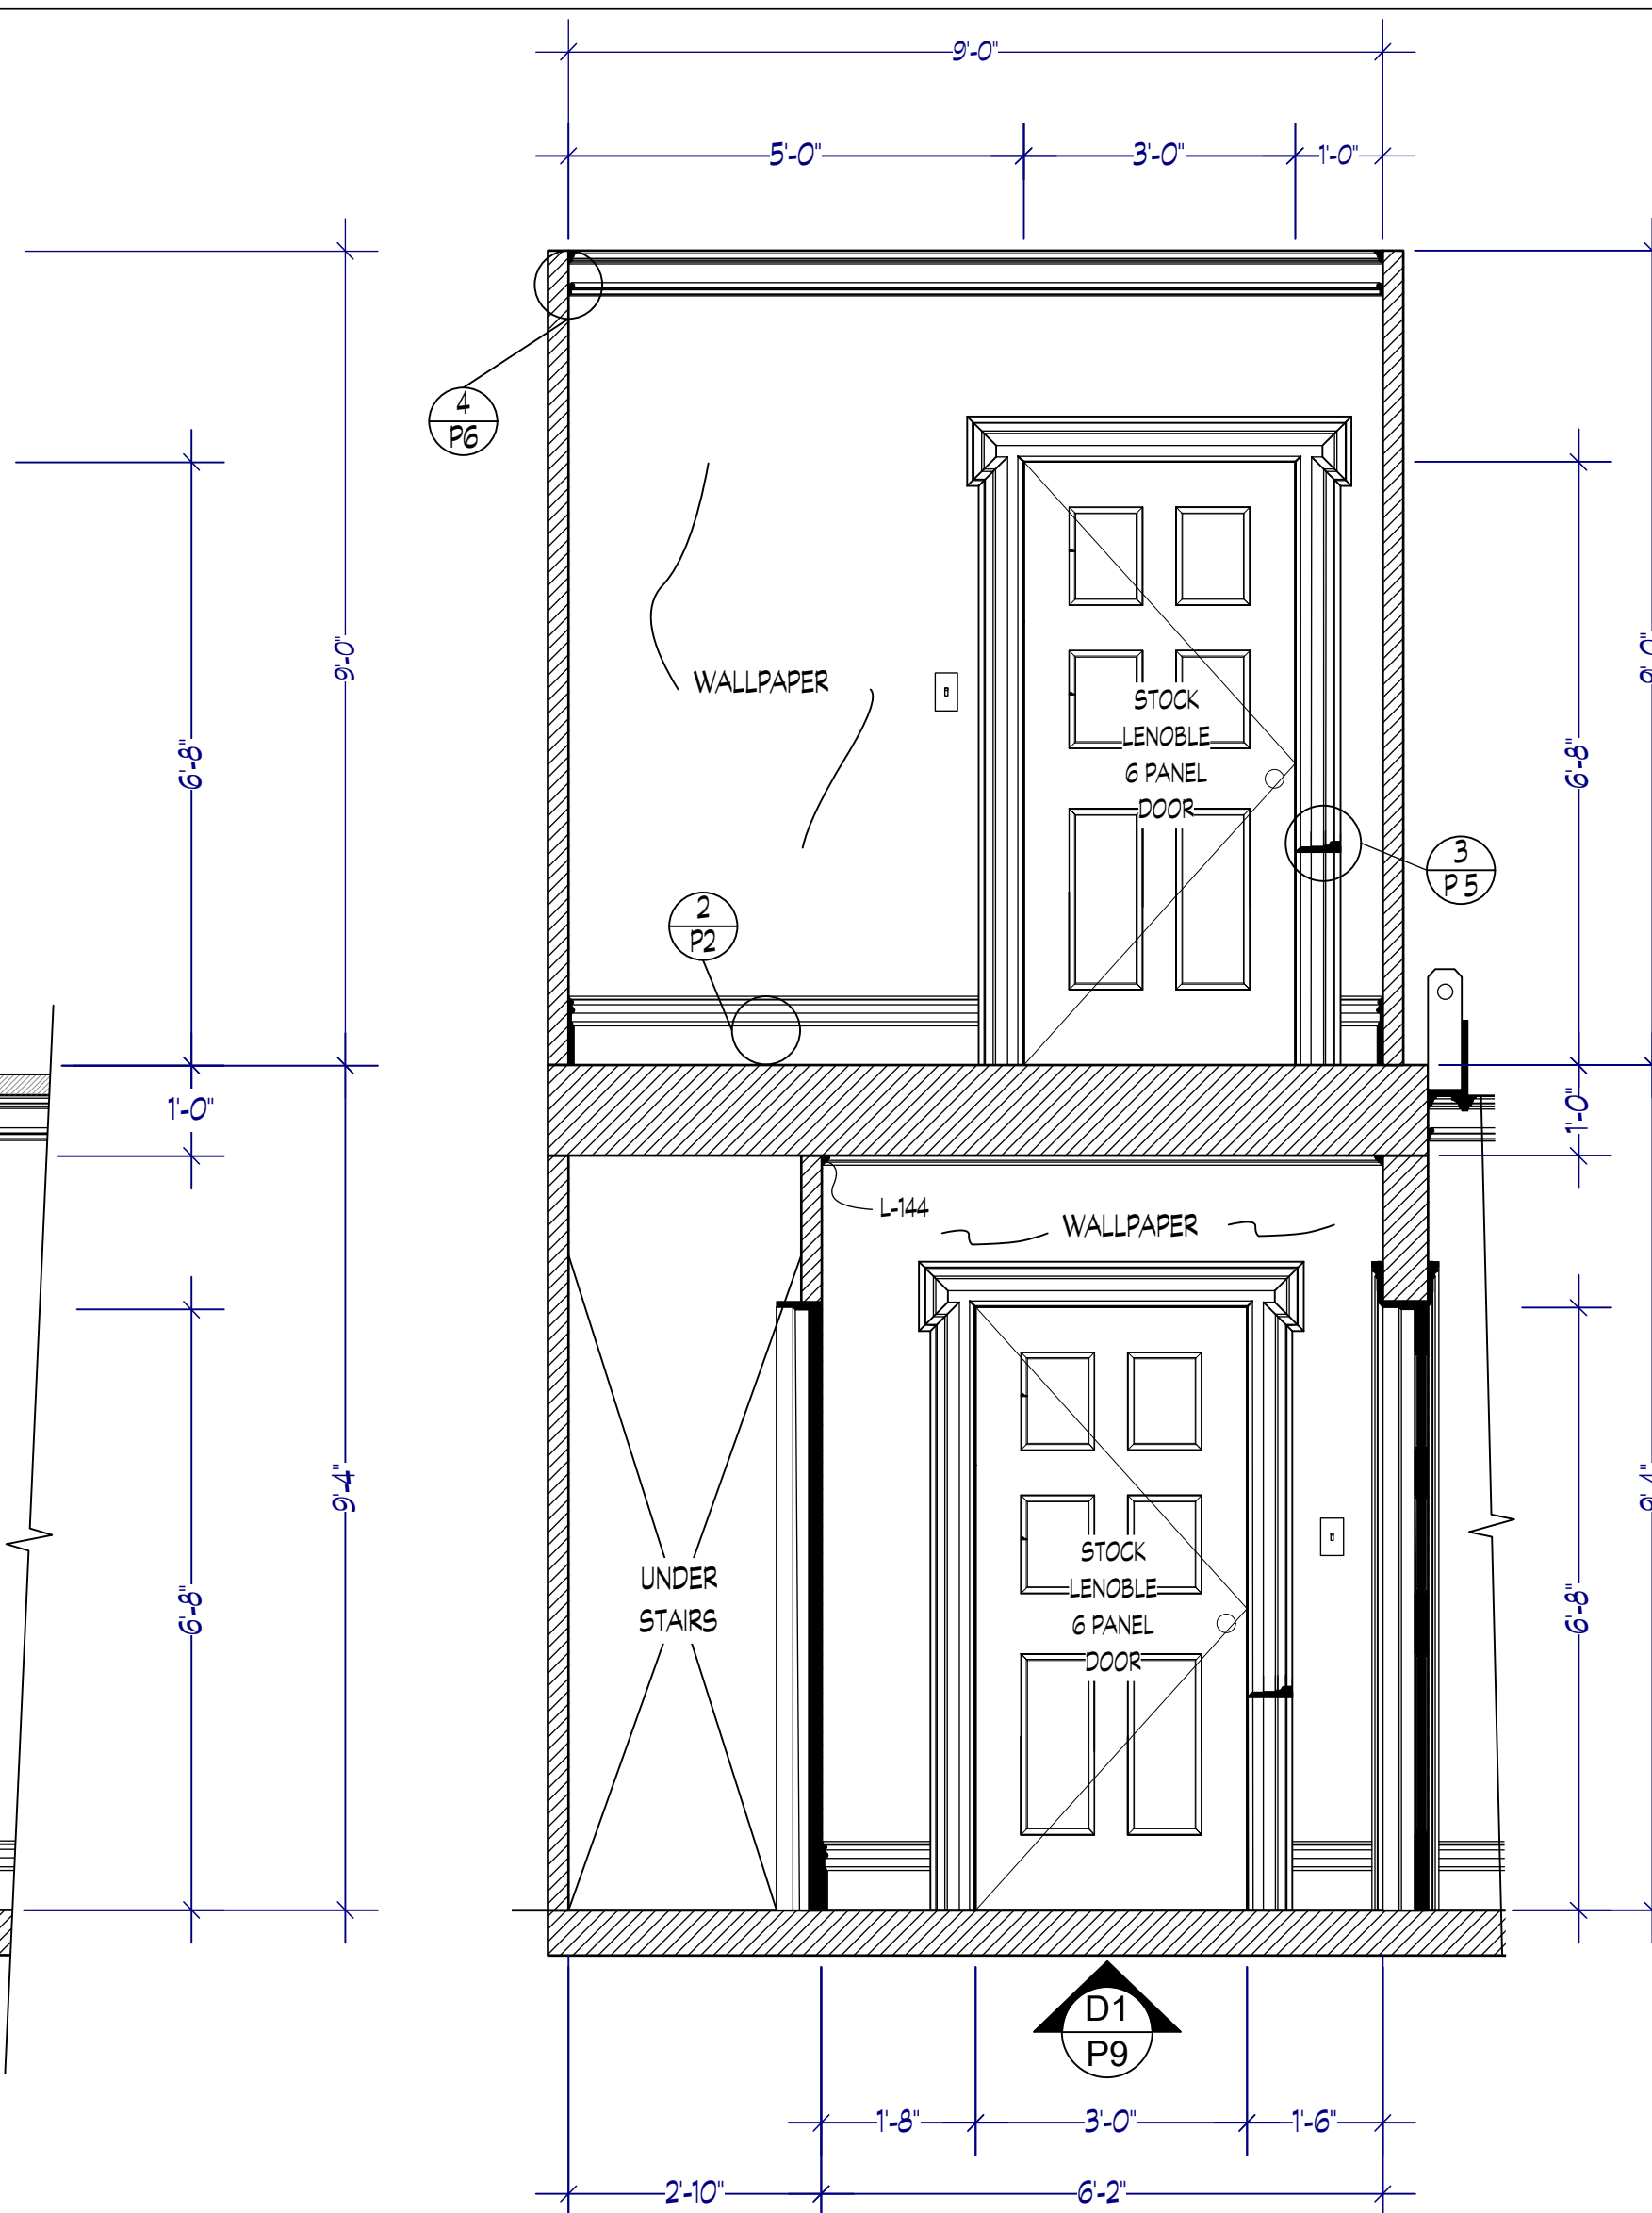 9'-0"
5'-0"
3'-0"
1'-0"
4
P6
9'-0"
6'-8"
WALLPAPER
STOCK
LENOBLE
6 PANEL
DOOR
6'-8"
3
P 5
2
P2
1'-0"
1'-0"
L-144
WALLPAPER
9'-4"
6'-8"
UNDER
STAIRS
STOCK
LENOBLE
6 PANEL
DOOR
6'-8"
D1
P9
1'-8"
3'-0"
1'-6"
2'-10"
6'-2"